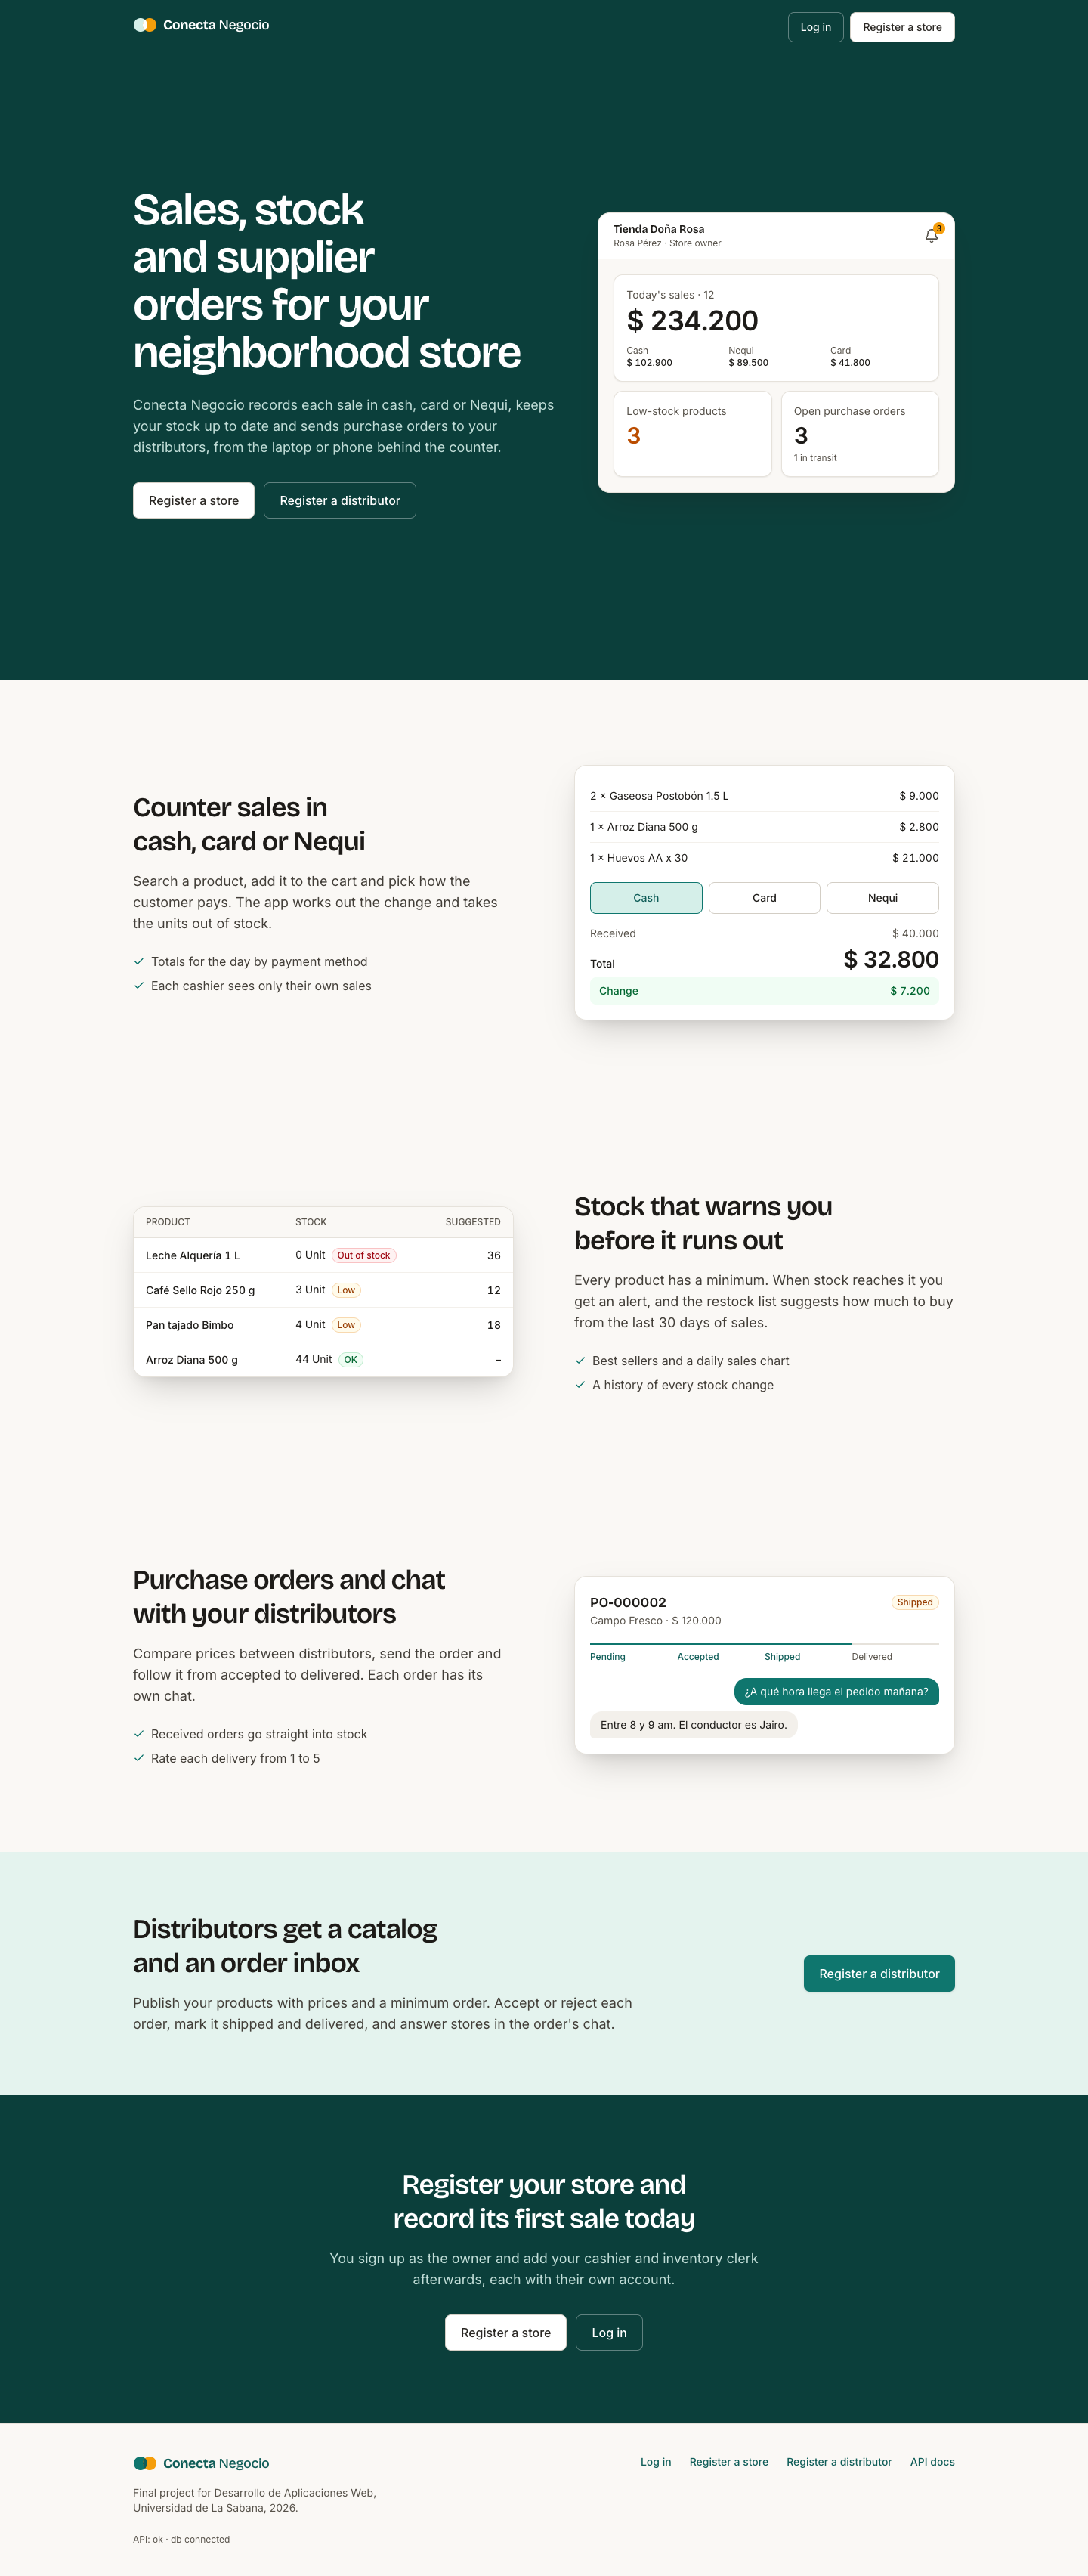 Conecta Negocio
Log in
Register a store
Sales, stock
and supplier
orders for your
neighborhood store
Conecta Negocio records each sale in cash, card or Nequi, keeps
your stock up to date and sends purchase orders to your
distributors, from the laptop or phone behind the counter.
Register a store
Register a distributor
Tienda Doña Rosa
Rosa Pérez · Store owner
3
Today's sales · 12
$ 234.200
Cash Nequi Card
$ 102.900 $ 89.500 $ 41.800
Low-stock products
3
Open purchase orders
3
1 in transit
Counter sales in
cash, card or Nequi
Search a product, add it to the cart and pick how the
customer pays. The app works out the change and takes
the units out of stock.
Totals for the day by payment method
Each cashier sees only their own sales
2 × Gaseosa Postobón 1.5 L $ 9.000
1 × Arroz Diana 500 g $ 2.800
1 × Huevos AA x 30 $ 21.000
Cash Card Nequi
Received $ 40.000
Total $ 32.800
Change $ 7.200
PRODUCT STOCK SUGGESTED
Leche Alquería 1 L 0 Unit Out of stock 36
Café Sello Rojo 250 g 3 Unit Low 12
Pan tajado Bimbo 4 Unit Low 18
Arroz Diana 500 g 44 Unit OK –
Stock that warns you
before it runs out
Every product has a minimum. When stock reaches it you
get an alert, and the restock list suggests how much to buy
from the last 30 days of sales.
Best sellers and a daily sales chart
A history of every stock change
Purchase orders and chat
with your distributors
Compare prices between distributors, send the order and
follow it from accepted to delivered. Each order has its
own chat.
Received orders go straight into stock
Rate each delivery from 1 to 5
PO-000002 Shipped
Campo Fresco · $ 120.000
Pending Accepted Shipped Delivered
¿A qué hora llega el pedido mañana?
Entre 8 y 9 am. El conductor es Jairo.
Distributors get a catalog
and an order inbox
Publish your products with prices and a minimum order. Accept or reject each
order, mark it shipped and delivered, and answer stores in the order's chat.
Register a distributor
Register your store and
record its first sale today
You sign up as the owner and add your cashier and inventory clerk
afterwards, each with their own account.
Register a store
Log in
Conecta Negocio
Log in Register a store Register a distributor API docs
Final project for Desarrollo de Aplicaciones Web,
Universidad de La Sabana, 2026.
API: ok · db connected